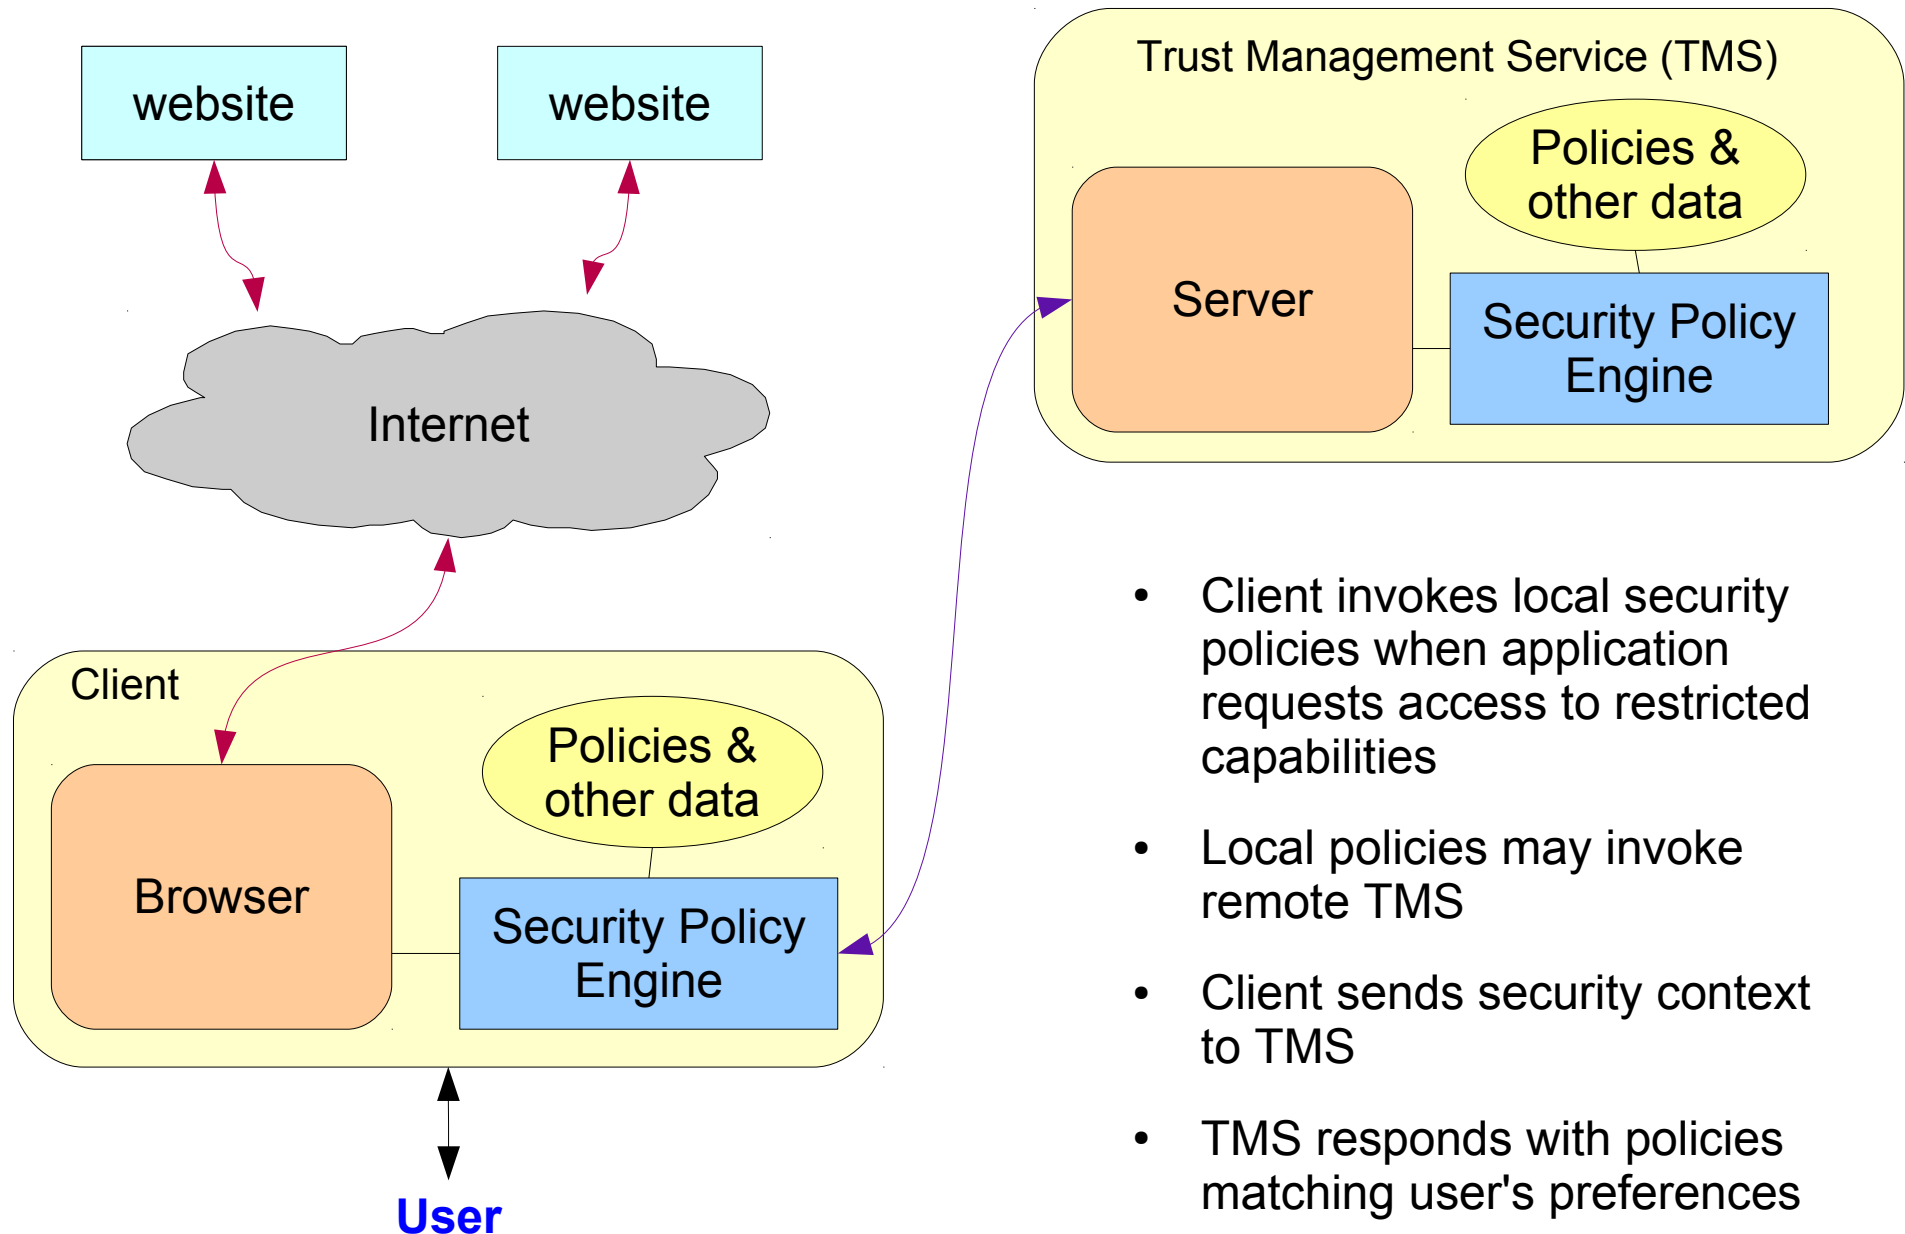 website
website
Internet
Trust Management Service (TMS)
Policies &
other data
Server
Security Policy
Engine
Client
Policies &
other data
Browser
Security Policy
Engine
User
• Client invokes local security
policies when application
requests access to restricted
capabilities
• Local policies may invoke
remote TMS
• Client sends security context
to TMS
• TMS responds with policies
matching user's preferences